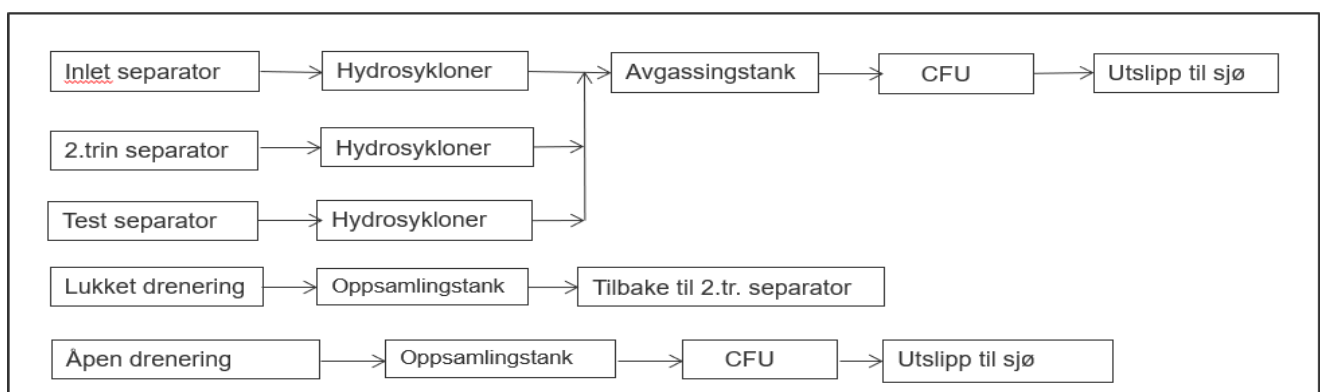 Inlet separator
Hydrosykloner
Avgassingstank
CFU
Utslipp til sjø
2.trin separator
Hydrosykloner
Test separator
Hydrosykloner
Lukket drenering
Oppsamlingstank
Tilbake til 2.tr. separator
Åpen drenering
Oppsamlingstank
CFU
Utslipp til sjø